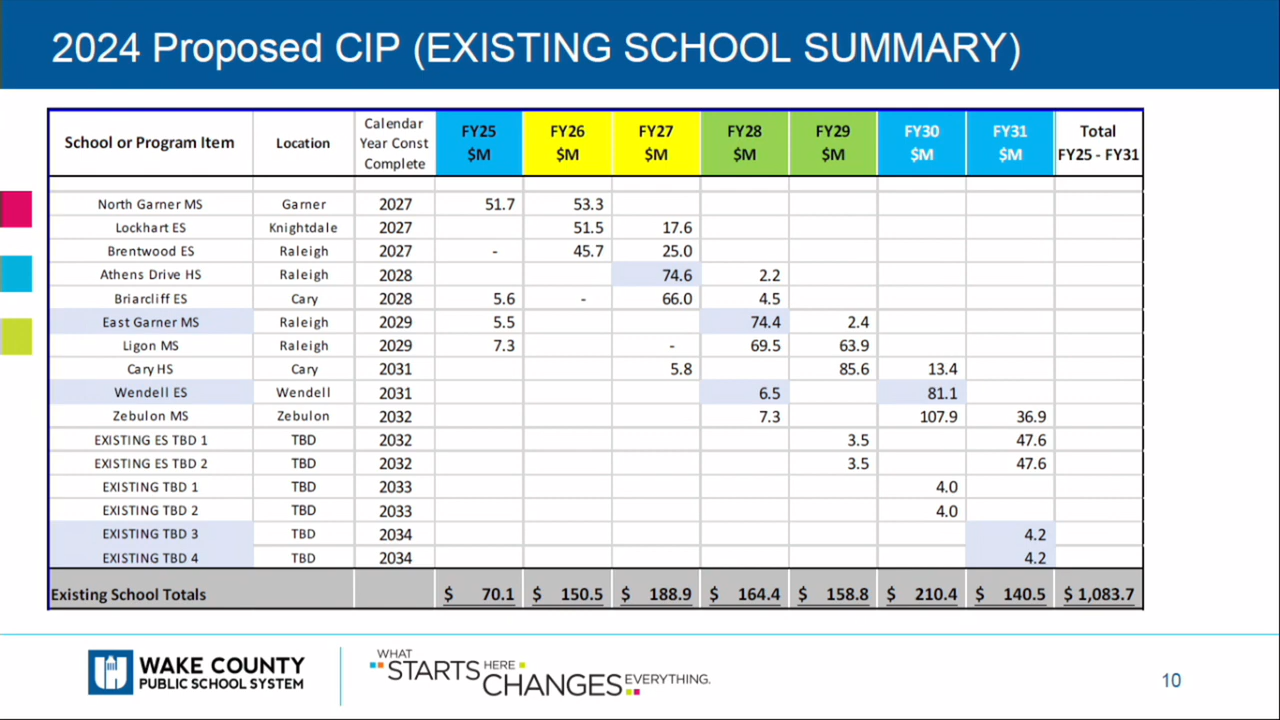 2024 Proposed CIP (EXISTING SCHOOL SUMMARY)
School or Program Item Location Calendar Year Const Complete FY25 $M FY26 $M FY27 $M FY28 $M FY29 $M FY30 $M FY31 $M Total FY25 - FY31
North Garner MS Garner 2027 51.7 53.3
Lockhart ES Knightdale 2027 51.5 17.6
Brentwood ES Raleigh 2027 - 45.7 25.0
Athens Drive HS Raleigh 2028 74.6 2.2
Briarcliff ES Cary 2028 5.6 - 66.0 4.5
East Garner MS Raleigh 2029 5.5 74.4 2.4
Ligon MS Raleigh 2029 7.3 - 69.5 63.9
Cary HS Cary 2031 5.8 85.6 13.4
Wendell ES Wendell 2031 6.5 81.1
Zebulon MS Zebulon 2032 7.3 107.9 36.9
EXISTING ES TBD 1 TBD 2032 3.5 47.6
EXISTING ES TBD 2 TBD 2032 3.5 47.6
EXISTING TBD 1 TBD 2033 4.0
EXISTING TBD 2 TBD 2033 4.0
EXISTING TBD 3 TBD 2034 4.2
EXISTING TBD 4 TBD 2034 4.2
Existing School Totals $ 70.1 $ 150.5 $ 188.9 $ 164.4 $ 158.8 $ 210.4 $ 140.5 $ 1,083.7
WAKE COUNTY
PUBLIC SCHOOL SYSTEM
WHAT
STARTS HERE
CHANGES EVERYTHING.
10